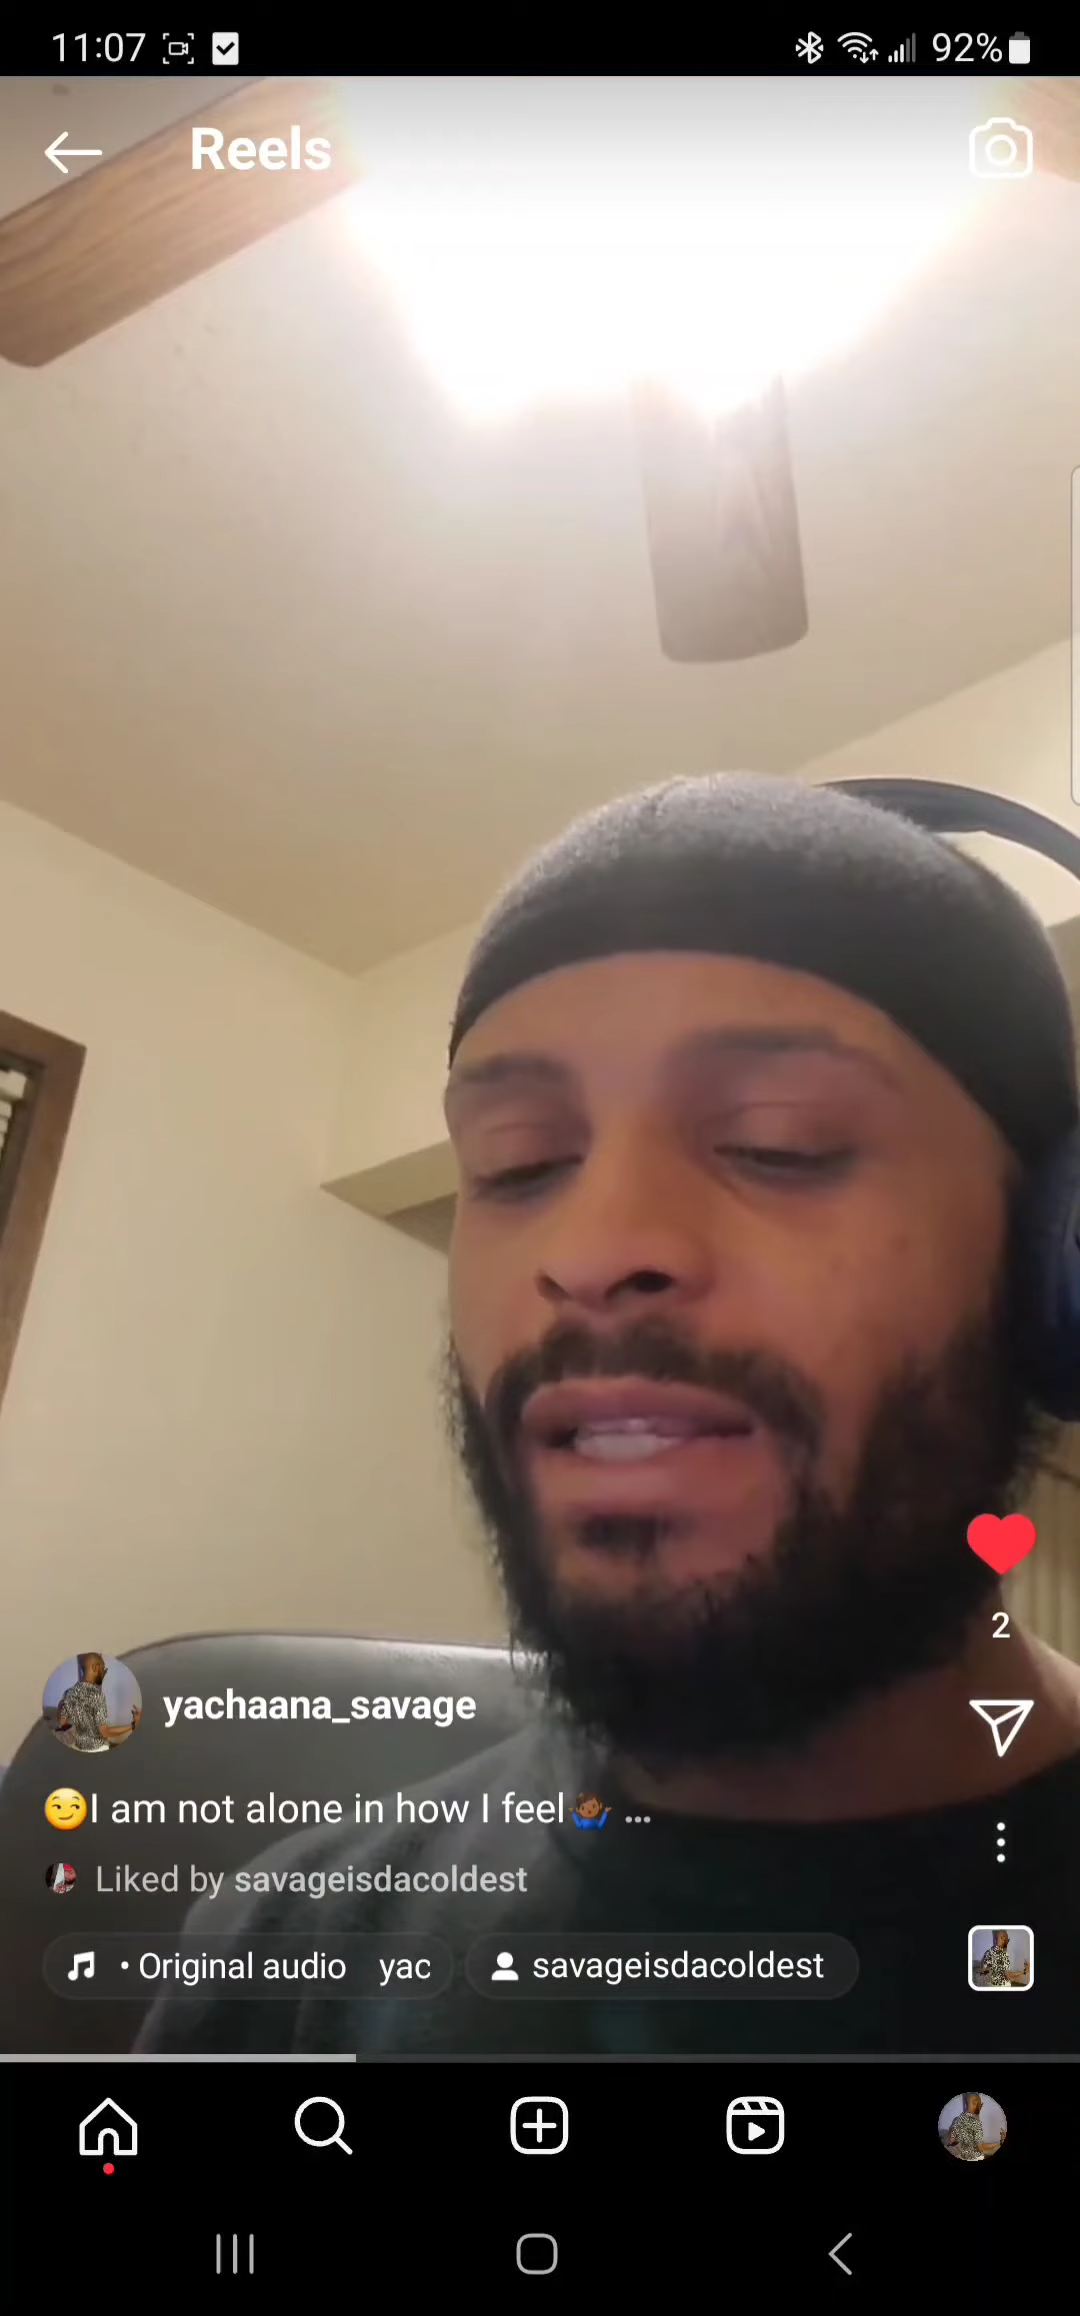 11:07 92%
Reels
2
yachaana_savage
😏I am not alone in how I feel🤷🏾 ...
Liked by savageisdacoldest
• Original audio yac
savageisdacoldest